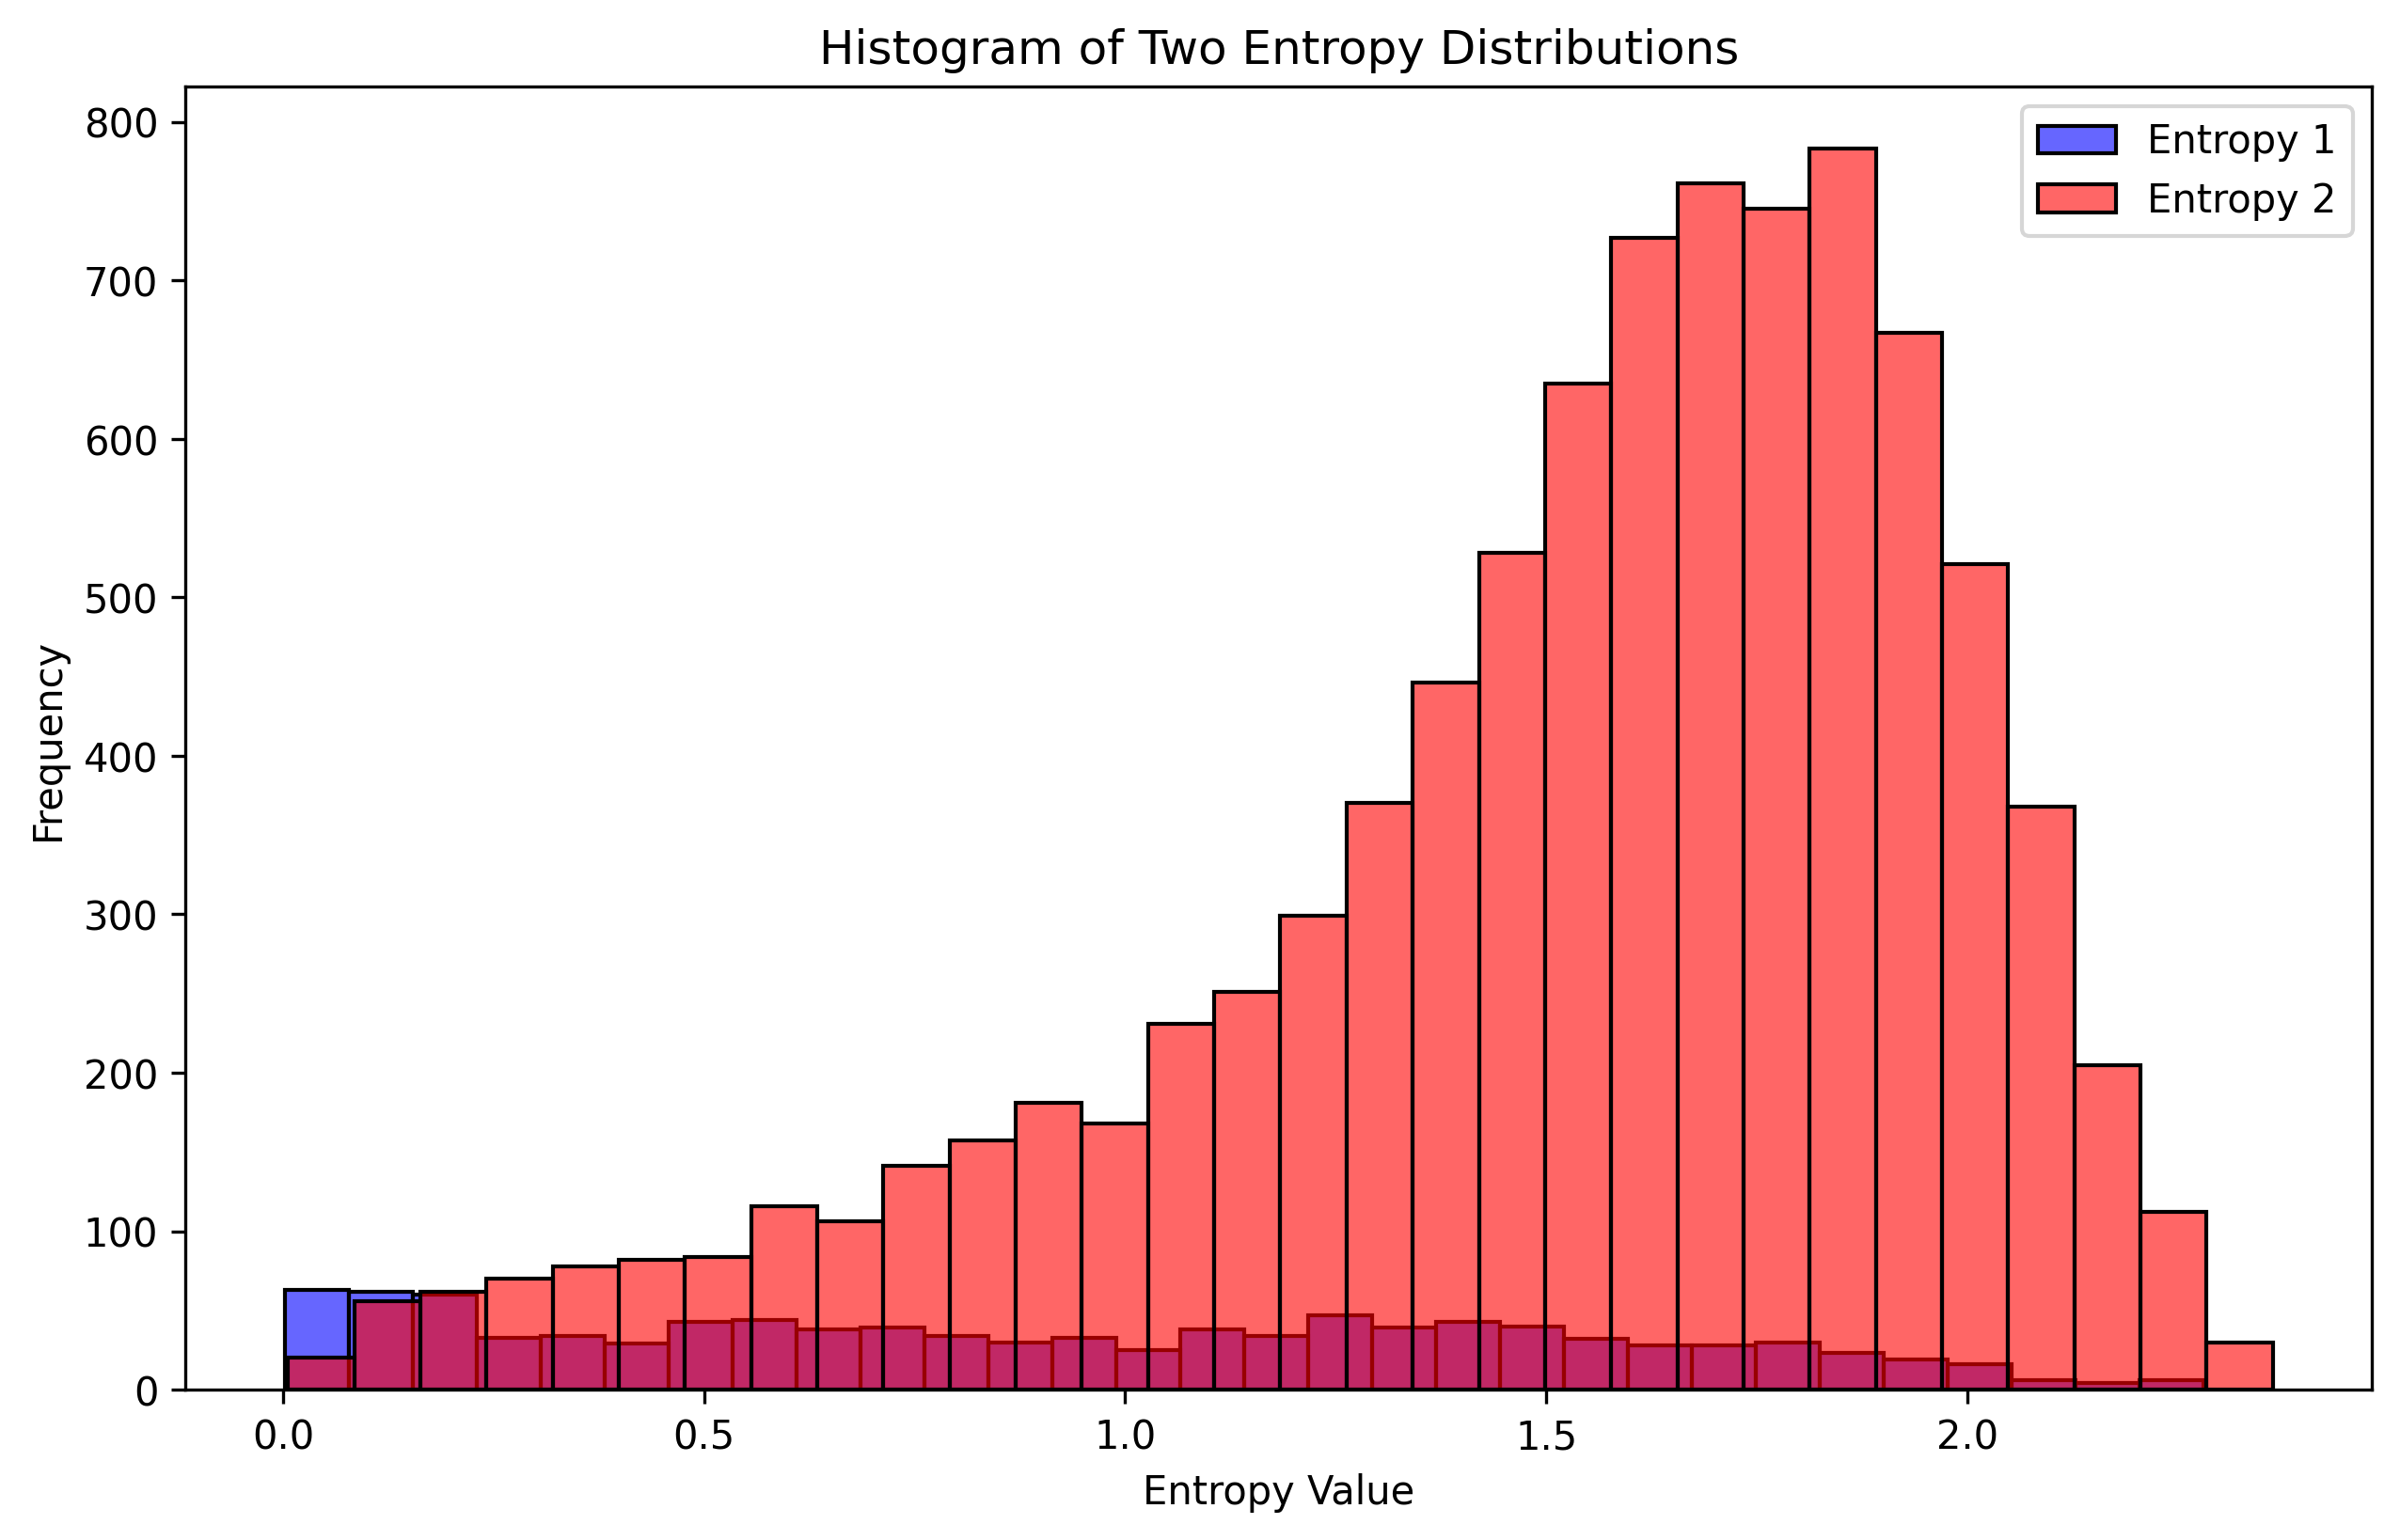 Histogram of Two Entropy Distributions
Entropy 1
Entropy 2
800
700
600
500
400
300
200
100
0
Frequency
0.0 0.5 1.0 1.5 2.0
Entropy Value